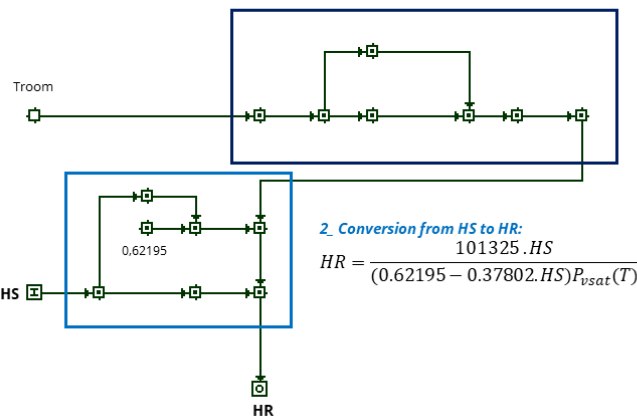 Troom
0,62195
HS
2_ Conversion from HS to HR:
HR = 101325 .HS / (0.62195 − 0.37802.HS)P_vsat(T)
HR